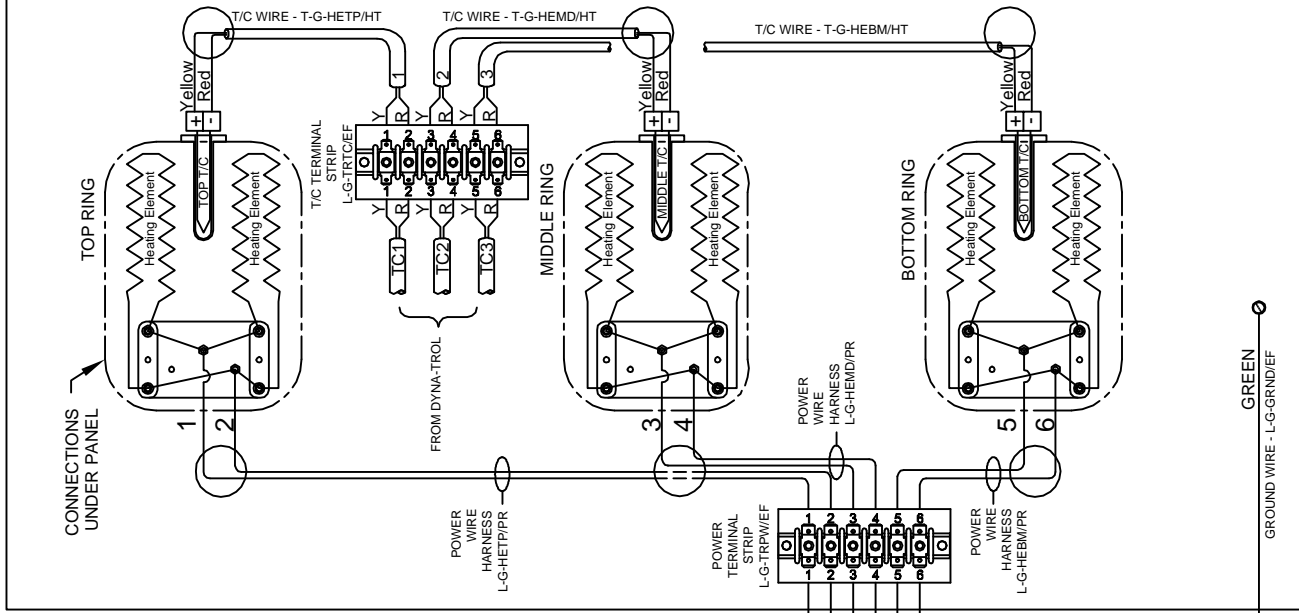 T/C WIRE - T-G-HETP/HT
T/C WIRE - T-G-HEMD/HT
T/C WIRE - T-G-HEBM/HT
Yellow
Red
+ -
TOP T/C
Heating Element
Heating Element
TOP RING
1
2
3
Y R Y R Y R
1 2 3 4 5 6
1 2 3 4 5 6
Y R Y R Y R
T/C TERMINAL
STRIP
L-G-TRTC/EF
TC1
TC2
TC3
FROM DYNA-TROL
Yellow
Red
+ -
MIDDLE T/C
Heating Element
Heating Element
MIDDLE RING
Yellow
Red
+ -
BOTTOM T/C
Heating Element
Heating Element
BOTTOM RING
CONNECTIONS
UNDER PANEL
1
2
3
4
5
6
POWER
WIRE
HARNESS
L-G-HETP/PR
POWER
WIRE
HARNESS
L-G-HEMD/PR
POWER
TERMINAL
STRIP
L-G-TRPW/EF
1 2 3 4 5 6
1 2 3 4 5 6
POWER
WIRE
HARNESS
L-G-HEBM/PR
GREEN
GROUND WIRE - L-G-GRND/EF